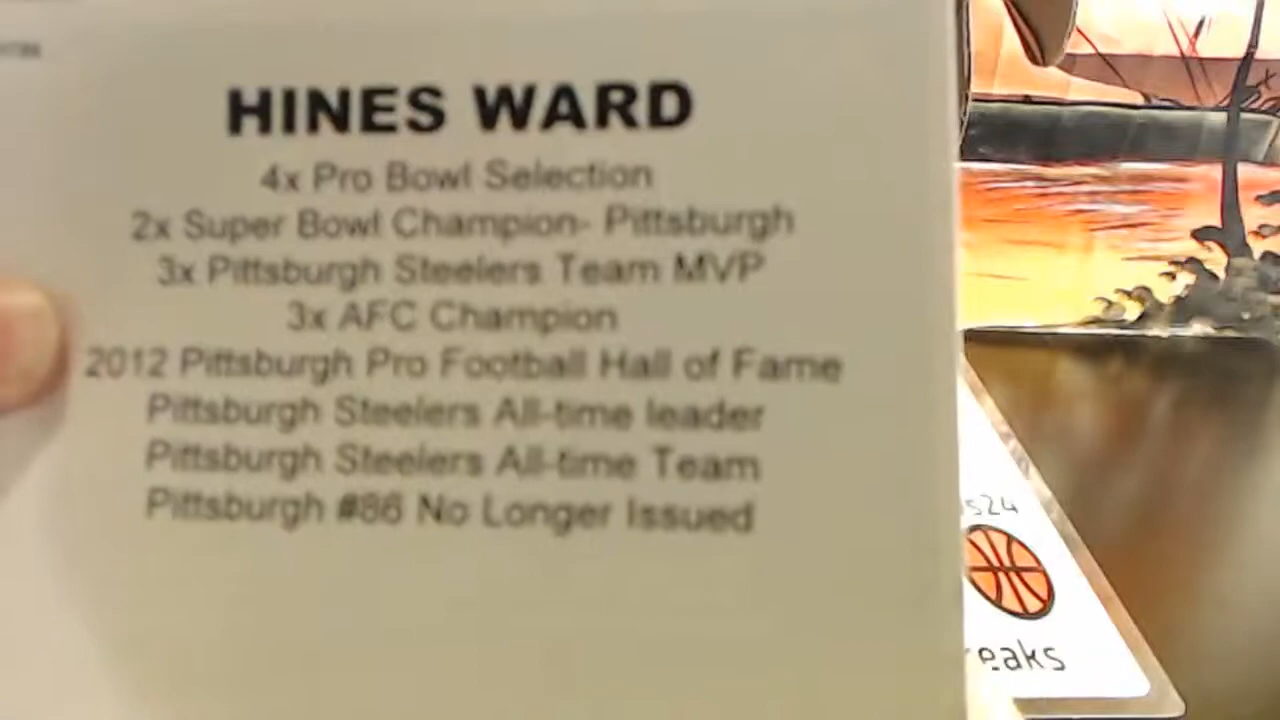 HINES WARD
4x Pro Bowl Selection
2x Super Bowl Champion- Pittsburgh
3x Pittsburgh Steelers Team MVP
3x AFC Champion
2012 Pittsburgh Pro Football Hall of Fame
Pittsburgh Steelers All-time leader
Pittsburgh Steelers All-time Team
Pittsburgh #86 No Longer Issued
s24
eaks